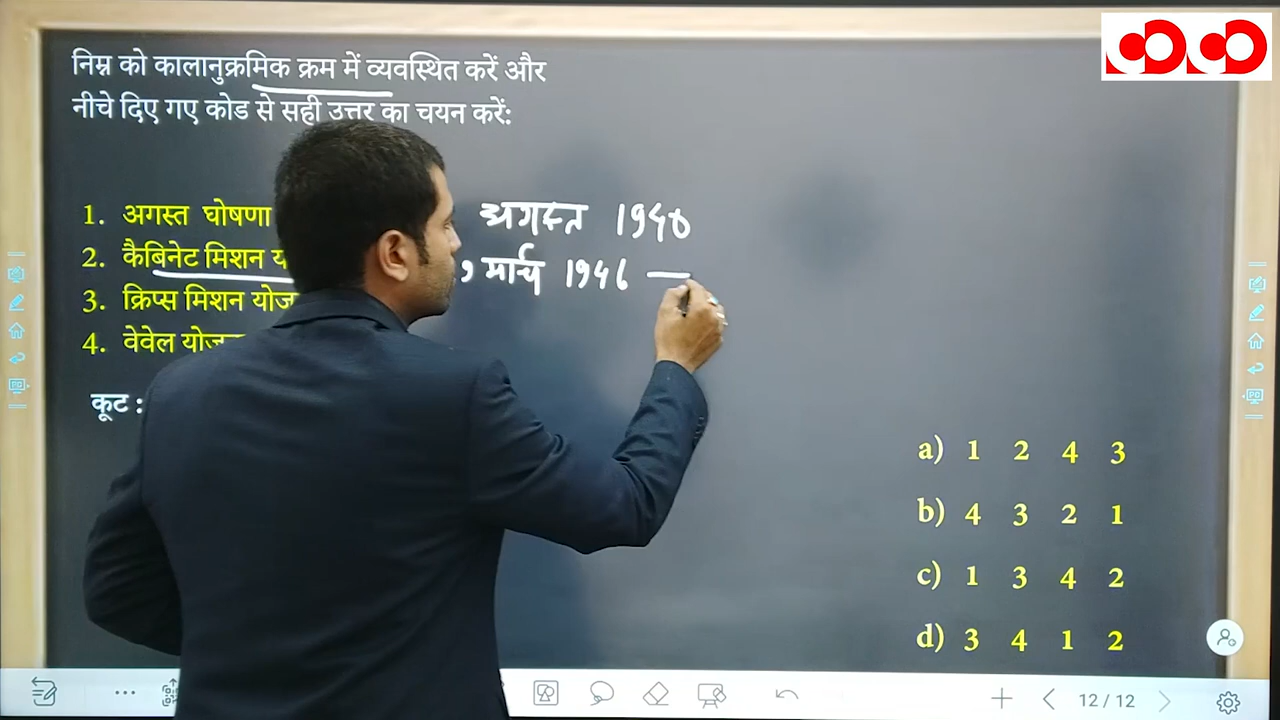 निम्न को कालानुक्रमिक क्रम में व्यवस्थित करें और
नीचे दिए गए कोड से सही उत्तर का चयन करें:
1. अगस्त घोषणा
अगस्त 1940
2. कैबिनेट मिशन
मार्च 1946 —
3. क्रिप्स मिशन
4. वेवेल
कूट :
a) 1 2 4 3
b) 4 3 2 1
c) 1 3 4 2
d) 3 4 1 2
12/12